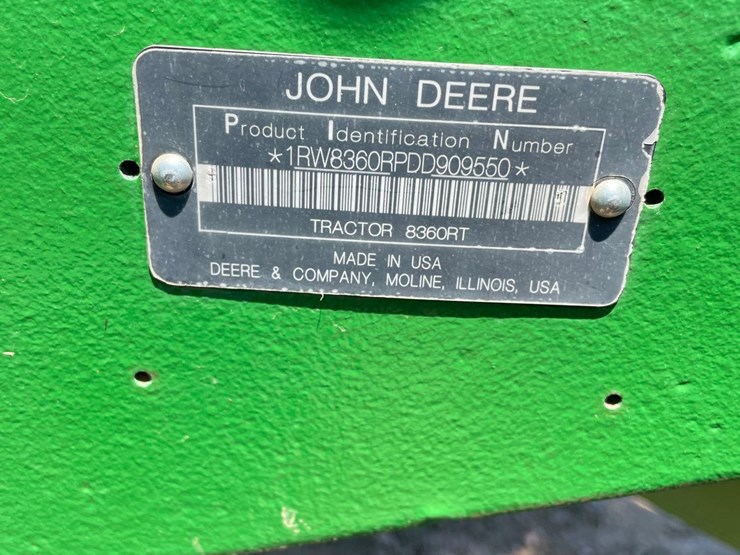 JOHN DEERE
Product Identification Number
*1RW8360RPDD909550*
TRACTOR 8360RT
MADE IN USA
DEERE & COMPANY, MOLINE, ILLINOIS, USA